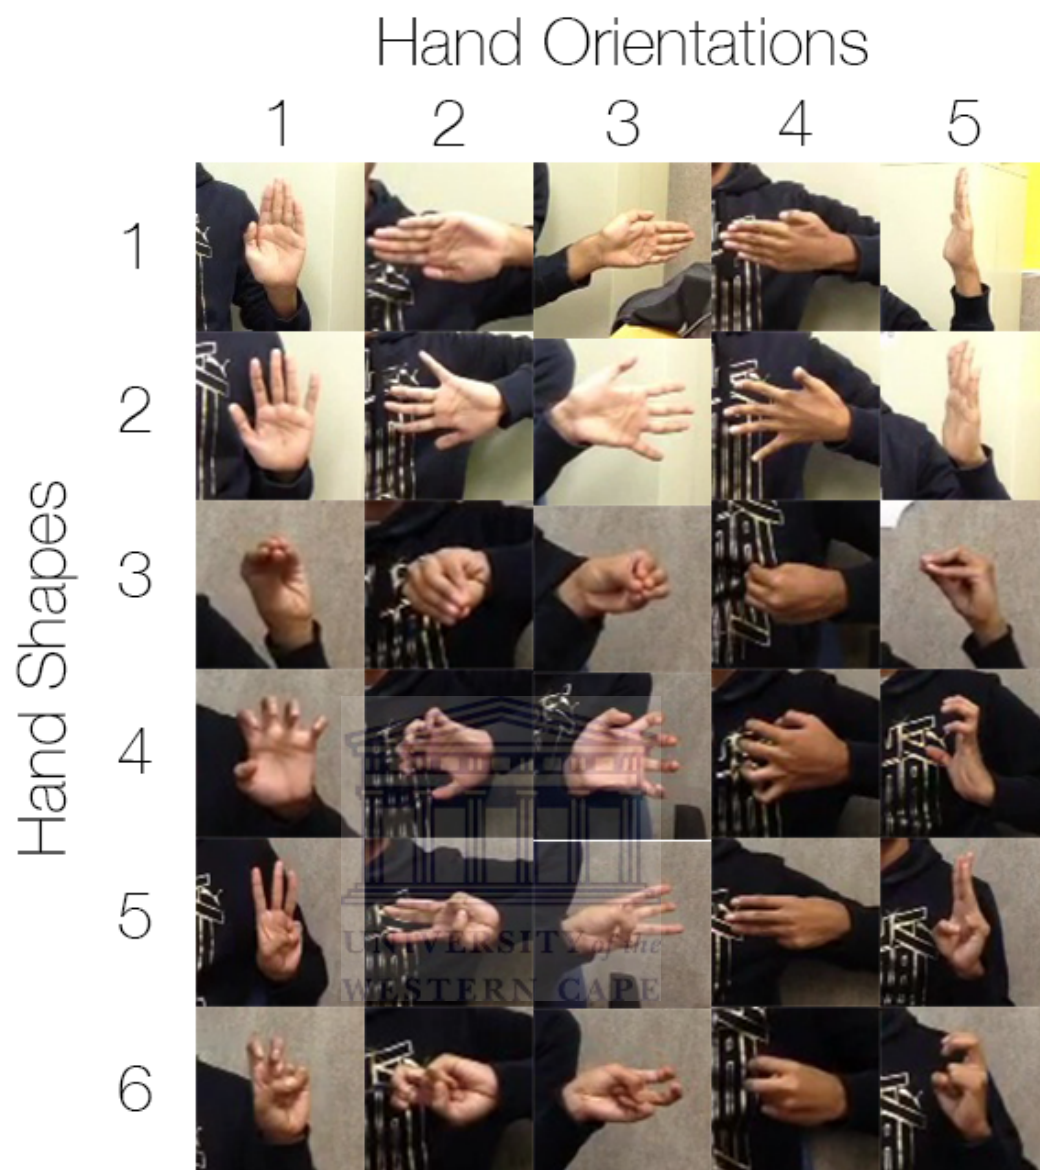 Hand Orientations
1 2 3 4 5
Hand Shapes
1
2
3
4
5
6
UNIVERSITY of the
WESTERN CAPE